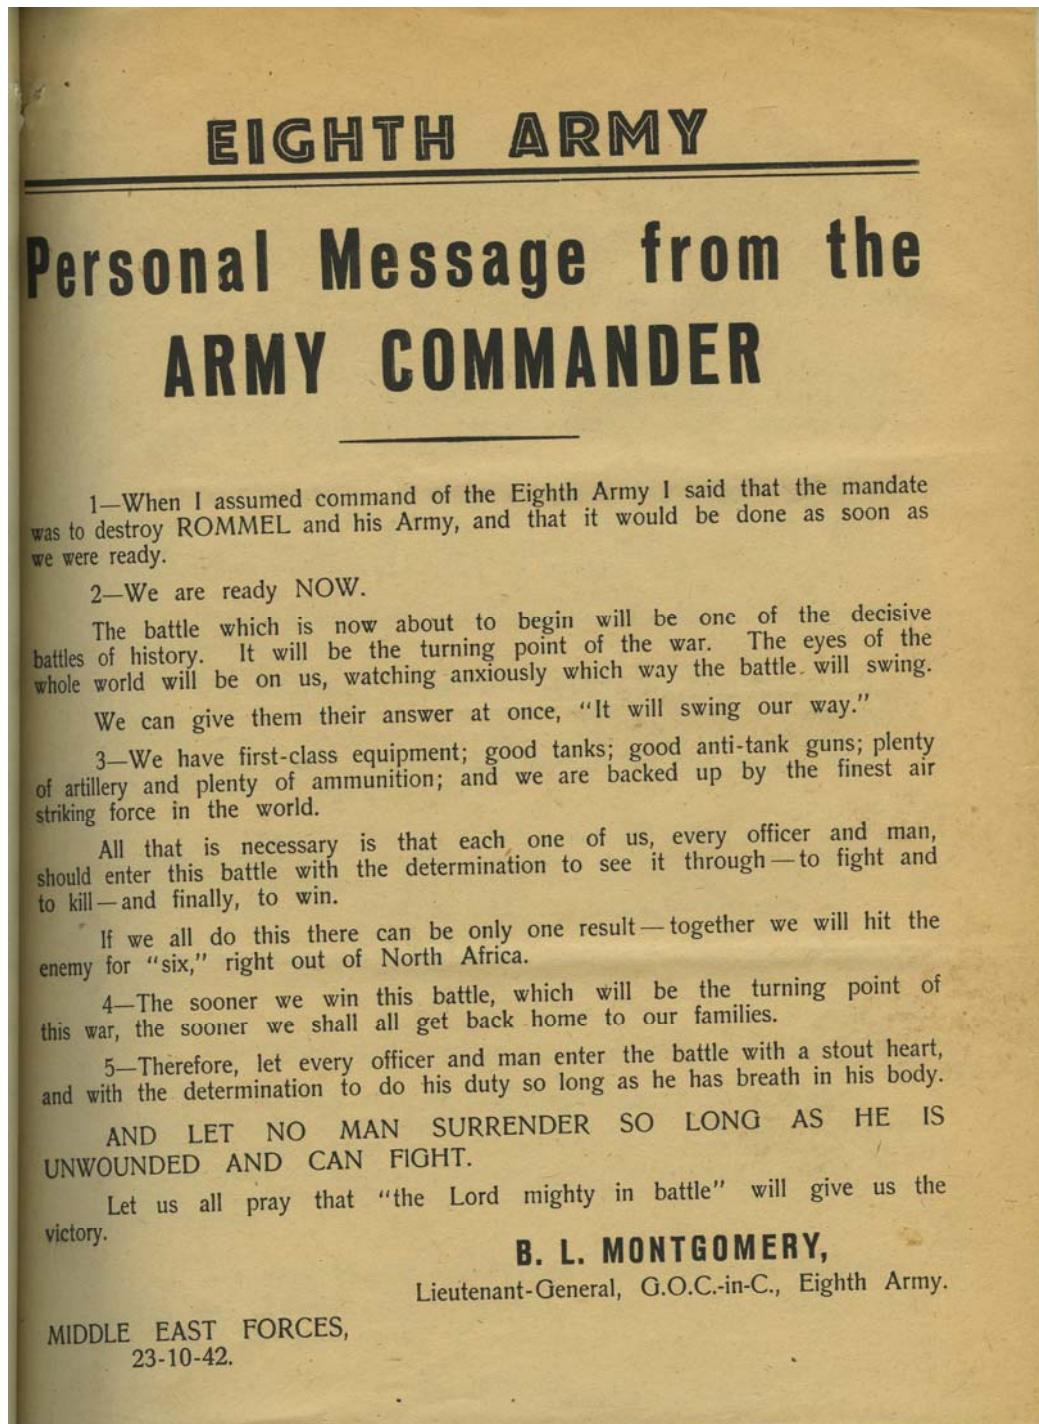 EIGHTH ARMY
Personal Message from the
ARMY COMMANDER
1—When I assumed command of the Eighth Army I said that the mandate
was to destroy ROMMEL and his Army, and that it would be done as soon as
we were ready.
2—We are ready NOW.
The battle which is now about to begin will be one of the decisive
battles of history. It will be the turning point of the war. The eyes of the
whole world will be on us, watching anxiously which way the battle will swing.
We can give them their answer at once, "It will swing our way."
3—We have first-class equipment; good tanks; good anti-tank guns; plenty
of artillery and plenty of ammunition; and we are backed up by the finest air
striking force in the world.
All that is necessary is that each one of us, every officer and man,
should enter this battle with the determination to see it through—to fight and
to kill—and finally, to win.
If we all do this there can be only one result—together we will hit the
enemy for "six," right out of North Africa.
4—The sooner we win this battle, which will be the turning point of
this war, the sooner we shall all get back home to our families.
5—Therefore, let every officer and man enter the battle with a stout heart,
and with the determination to do his duty so long as he has breath in his body.
AND LET NO MAN SURRENDER SO LONG AS HE IS
UNWOUNDED AND CAN FIGHT.
Let us all pray that "the Lord mighty in battle" will give us the
victory.
B. L. MONTGOMERY,
Lieutenant-General, G.O.C.-in-C., Eighth Army.
MIDDLE EAST FORCES,
23-10-42.